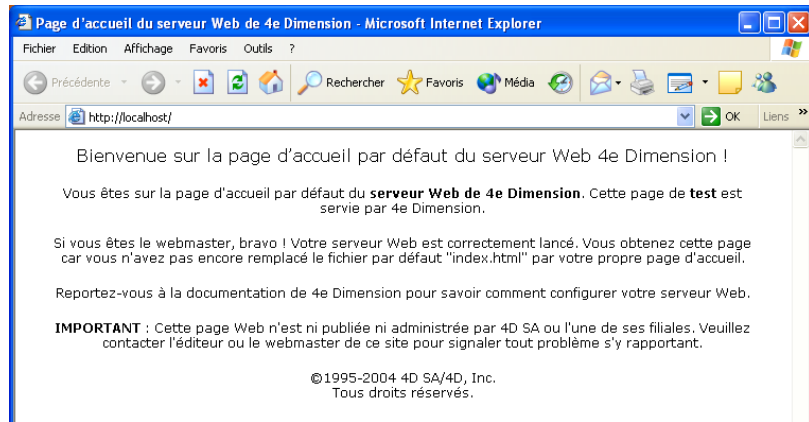 Page d'accueil du serveur Web de 4e Dimension - Microsoft Internet Explorer
Fichier Edition Affichage Favoris Outils ?
Précédente Rechercher Favoris Média
Adresse http://localhost/ OK Liens »
Bienvenue sur la page d'accueil par défaut du serveur Web 4e Dimension !
Vous êtes sur la page d'accueil par défaut du serveur Web de 4e Dimension. Cette page de test est
servie par 4e Dimension.
Si vous êtes le webmaster, bravo ! Votre serveur Web est correctement lancé. Vous obtenez cette page
car vous n'avez pas encore remplacé le fichier par défaut "index.html" par votre propre page d'accueil.
Reportez-vous à la documentation de 4e Dimension pour savoir comment configurer votre serveur Web.
IMPORTANT : Cette page Web n'est ni publiée ni administrée par 4D SA ou l'une de ses filiales. Veuillez
contacter l'éditeur ou le webmaster de ce site pour signaler tout problème s'y rapportant.
©1995-2004 4D SA/4D, Inc.
Tous droits réservés.